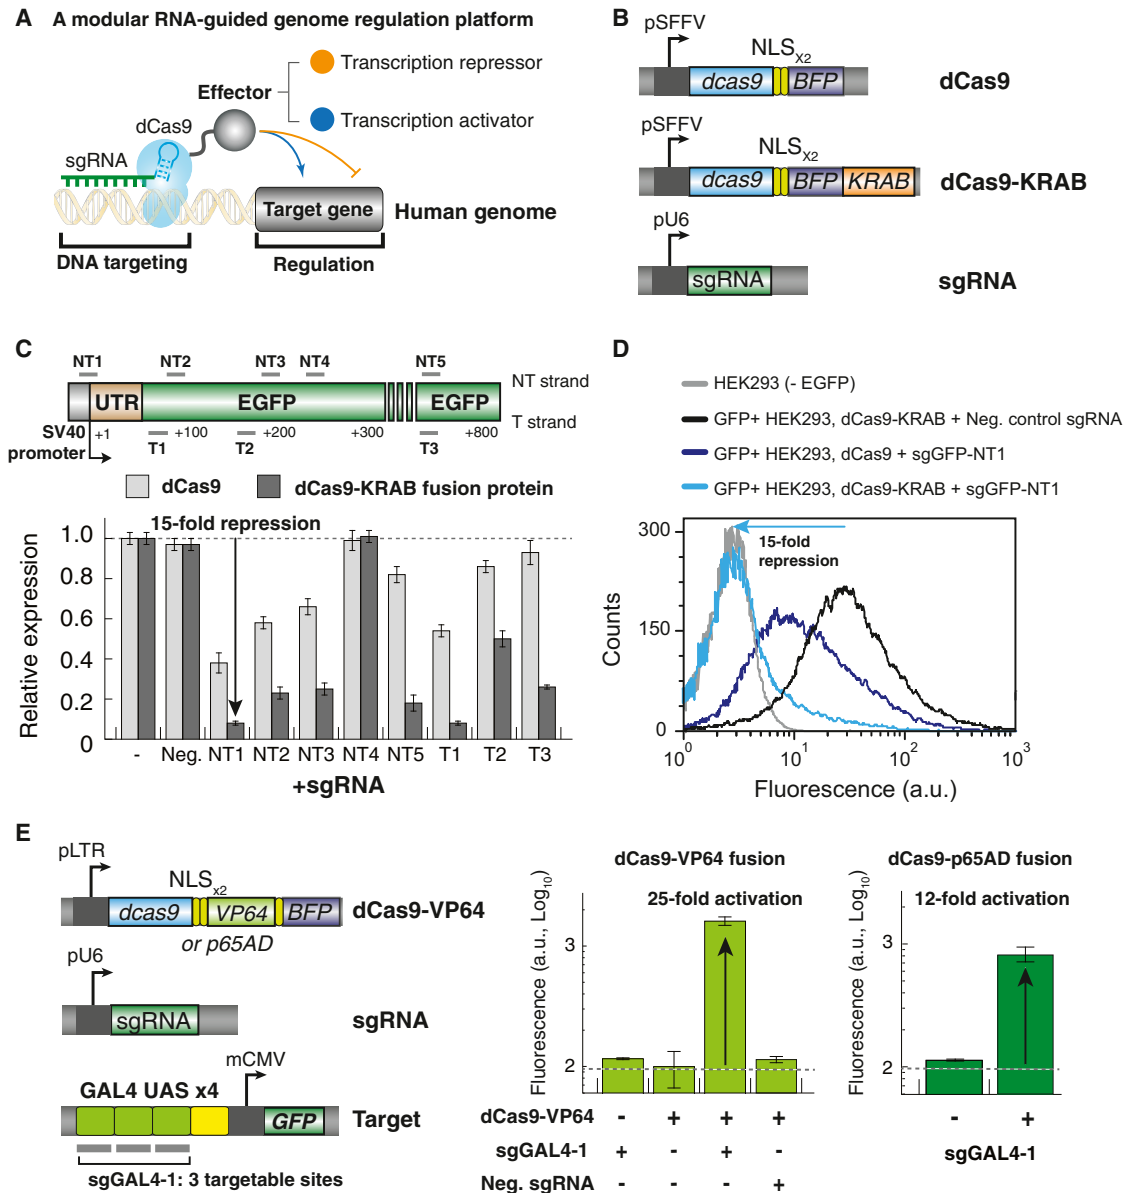 A A modular RNA-guided genome regulation platform
Effector
Transcription repressor
Transcription activator
dCas9
sgRNA
Target gene
Human genome
DNA targeting
Regulation
B
pSFFV
NLSX2
dcas9 BFP
dCas9
pSFFV
NLSX2
dcas9 BFP KRAB
dCas9-KRAB
pU6
sgRNA
sgRNA
C
NT1 NT2 NT3 NT4 NT5
NT strand
UTR EGFP EGFP
T strand
SV40
promoter
+1 +100 +200 +300 +800
T1 T2 T3
dCas9 dCas9-KRAB fusion protein
15-fold repression
Relative expression
1.0
0.8
0.6
0.4
0.2
0
- Neg. NT1 NT2 NT3 NT4 NT5 T1 T2 T3
+sgRNA
D
HEK293 (- EGFP)
GFP+ HEK293, dCas9-KRAB + Neg. control sgRNA
GFP+ HEK293, dCas9 + sgGFP-NT1
GFP+ HEK293, dCas9-KRAB + sgGFP-NT1
15-fold
repression
Counts
300
150
0
10^0 10^1 10^2 10^3
Fluorescence (a.u.)
E
pLTR
NLSx2
dcas9 VP64 BFP
dCas9-VP64
or p65AD
pU6
sgRNA
sgRNA
mCMV
GAL4 UAS x4
GFP
Target
sgGAL4-1: 3 targetable sites
dCas9-VP64 fusion
25-fold activation
Fluorescence (a.u., Log10)
3
2
dCas9-VP64 - + + -
sgGAL4-1 + - + -
Neg. sgRNA - - - +
dCas9-p65AD fusion
12-fold activation
Fluorescence (a.u., Log10)
3
2
- +
sgGAL4-1